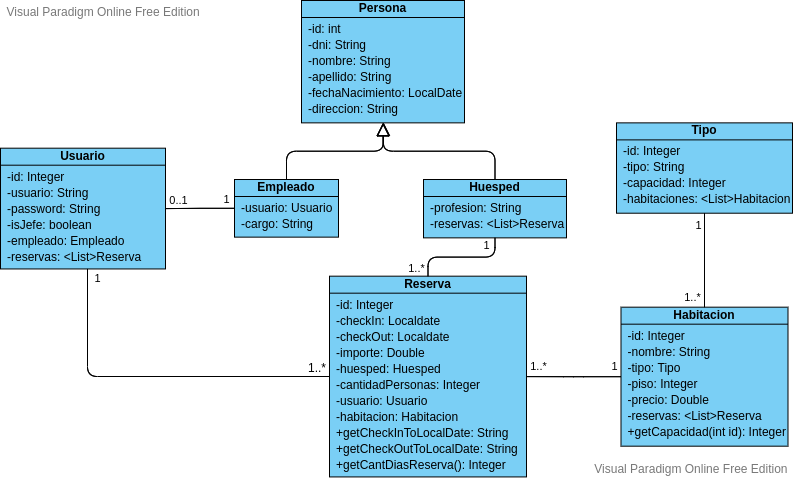 Visual Paradigm Online Free Edition
Persona
-id: int
-dni: String
-nombre: String
-apellido: String
-fechaNacimiento: LocalDate
-direccion: String
Usuario
-id: Integer
-usuario: String
-password: String
-isJefe: boolean
-empleado: Empleado
-reservas: <List>Reserva
0..1
1
Empleado
-usuario: Usuario
-cargo: String
Huesped
-profesion: String
-reservas: <List>Reserva
Tipo
-id: Integer
-tipo: String
-capacidad: Integer
-habitaciones: <List>Habitacion
1
1..*
1
1..*
1
1..*
Reserva
-id: Integer
-checkIn: Localdate
-checkOut: Localdate
-importe: Double
-huesped: Huesped
-cantidadPersonas: Integer
-usuario: Usuario
-habitacion: Habitacion
+getCheckInToLocalDate: String
+getCheckOutToLocalDate: String
+getCantDiasReserva(): Integer
1..*
1
Habitacion
-id: Integer
-nombre: String
-tipo: Tipo
-piso: Integer
-precio: Double
-reservas: <List>Reserva
+getCapacidad(int id): Integer
Visual Paradigm Online Free Edition